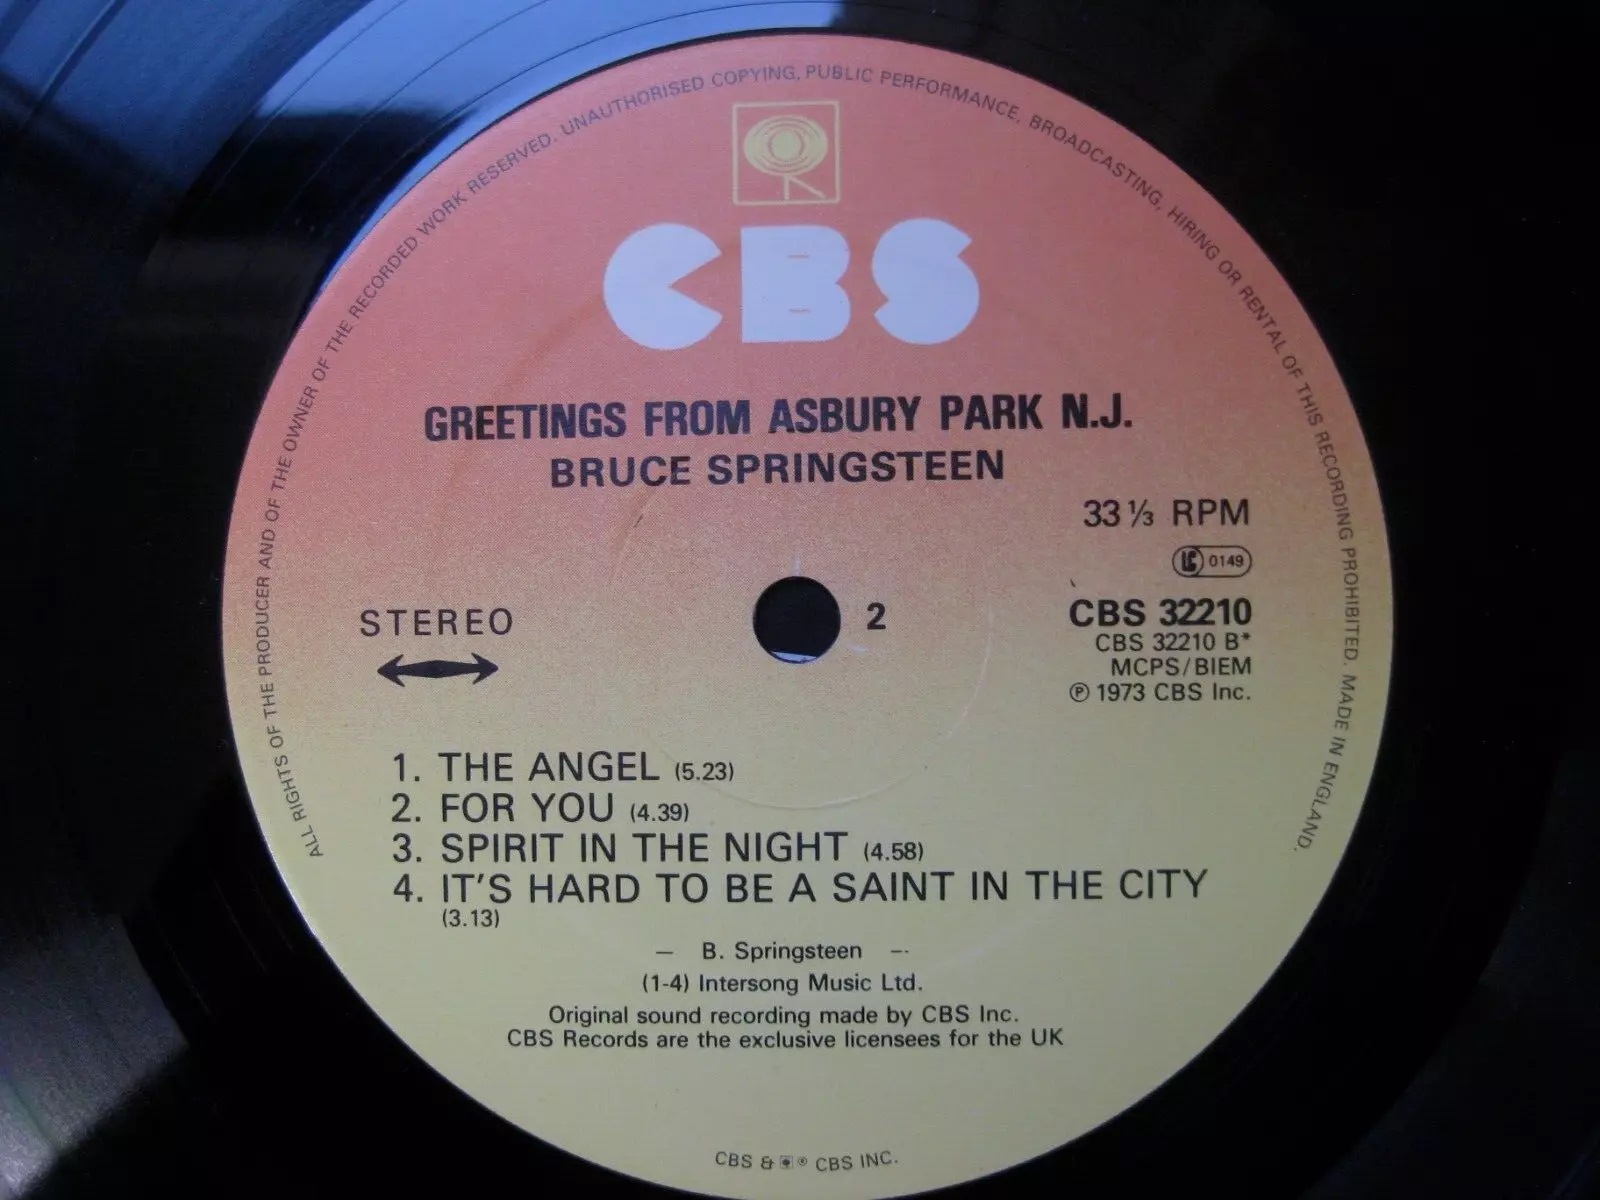 ALL RIGHTS OF THE PRODUCER AND OF THE OWNER OF THE RECORDED WORK RESERVED. UNAUTHORISED COPYING, PUBLIC PERFORMANCE, BROADCASTING, HIRING OR RENTAL OF THIS RECORDING PROHIBITED. MADE IN ENGLAND.
CBS
GREETINGS FROM ASBURY PARK N.J.
BRUCE SPRINGSTEEN
33 ⅓ RPM
LC 0149
STEREO
2
CBS 32210
CBS 32210 B*
MCPS/BIEM
℗ 1973 CBS Inc.
1. THE ANGEL (5.23)
2. FOR YOU (4.39)
3. SPIRIT IN THE NIGHT (4.58)
4. IT'S HARD TO BE A SAINT IN THE CITY
(3.13)
— B. Springsteen —
(1-4) Intersong Music Ltd.
Original sound recording made by CBS Inc.
CBS Records are the exclusive licensees for the UK
CBS & ® CBS INC.